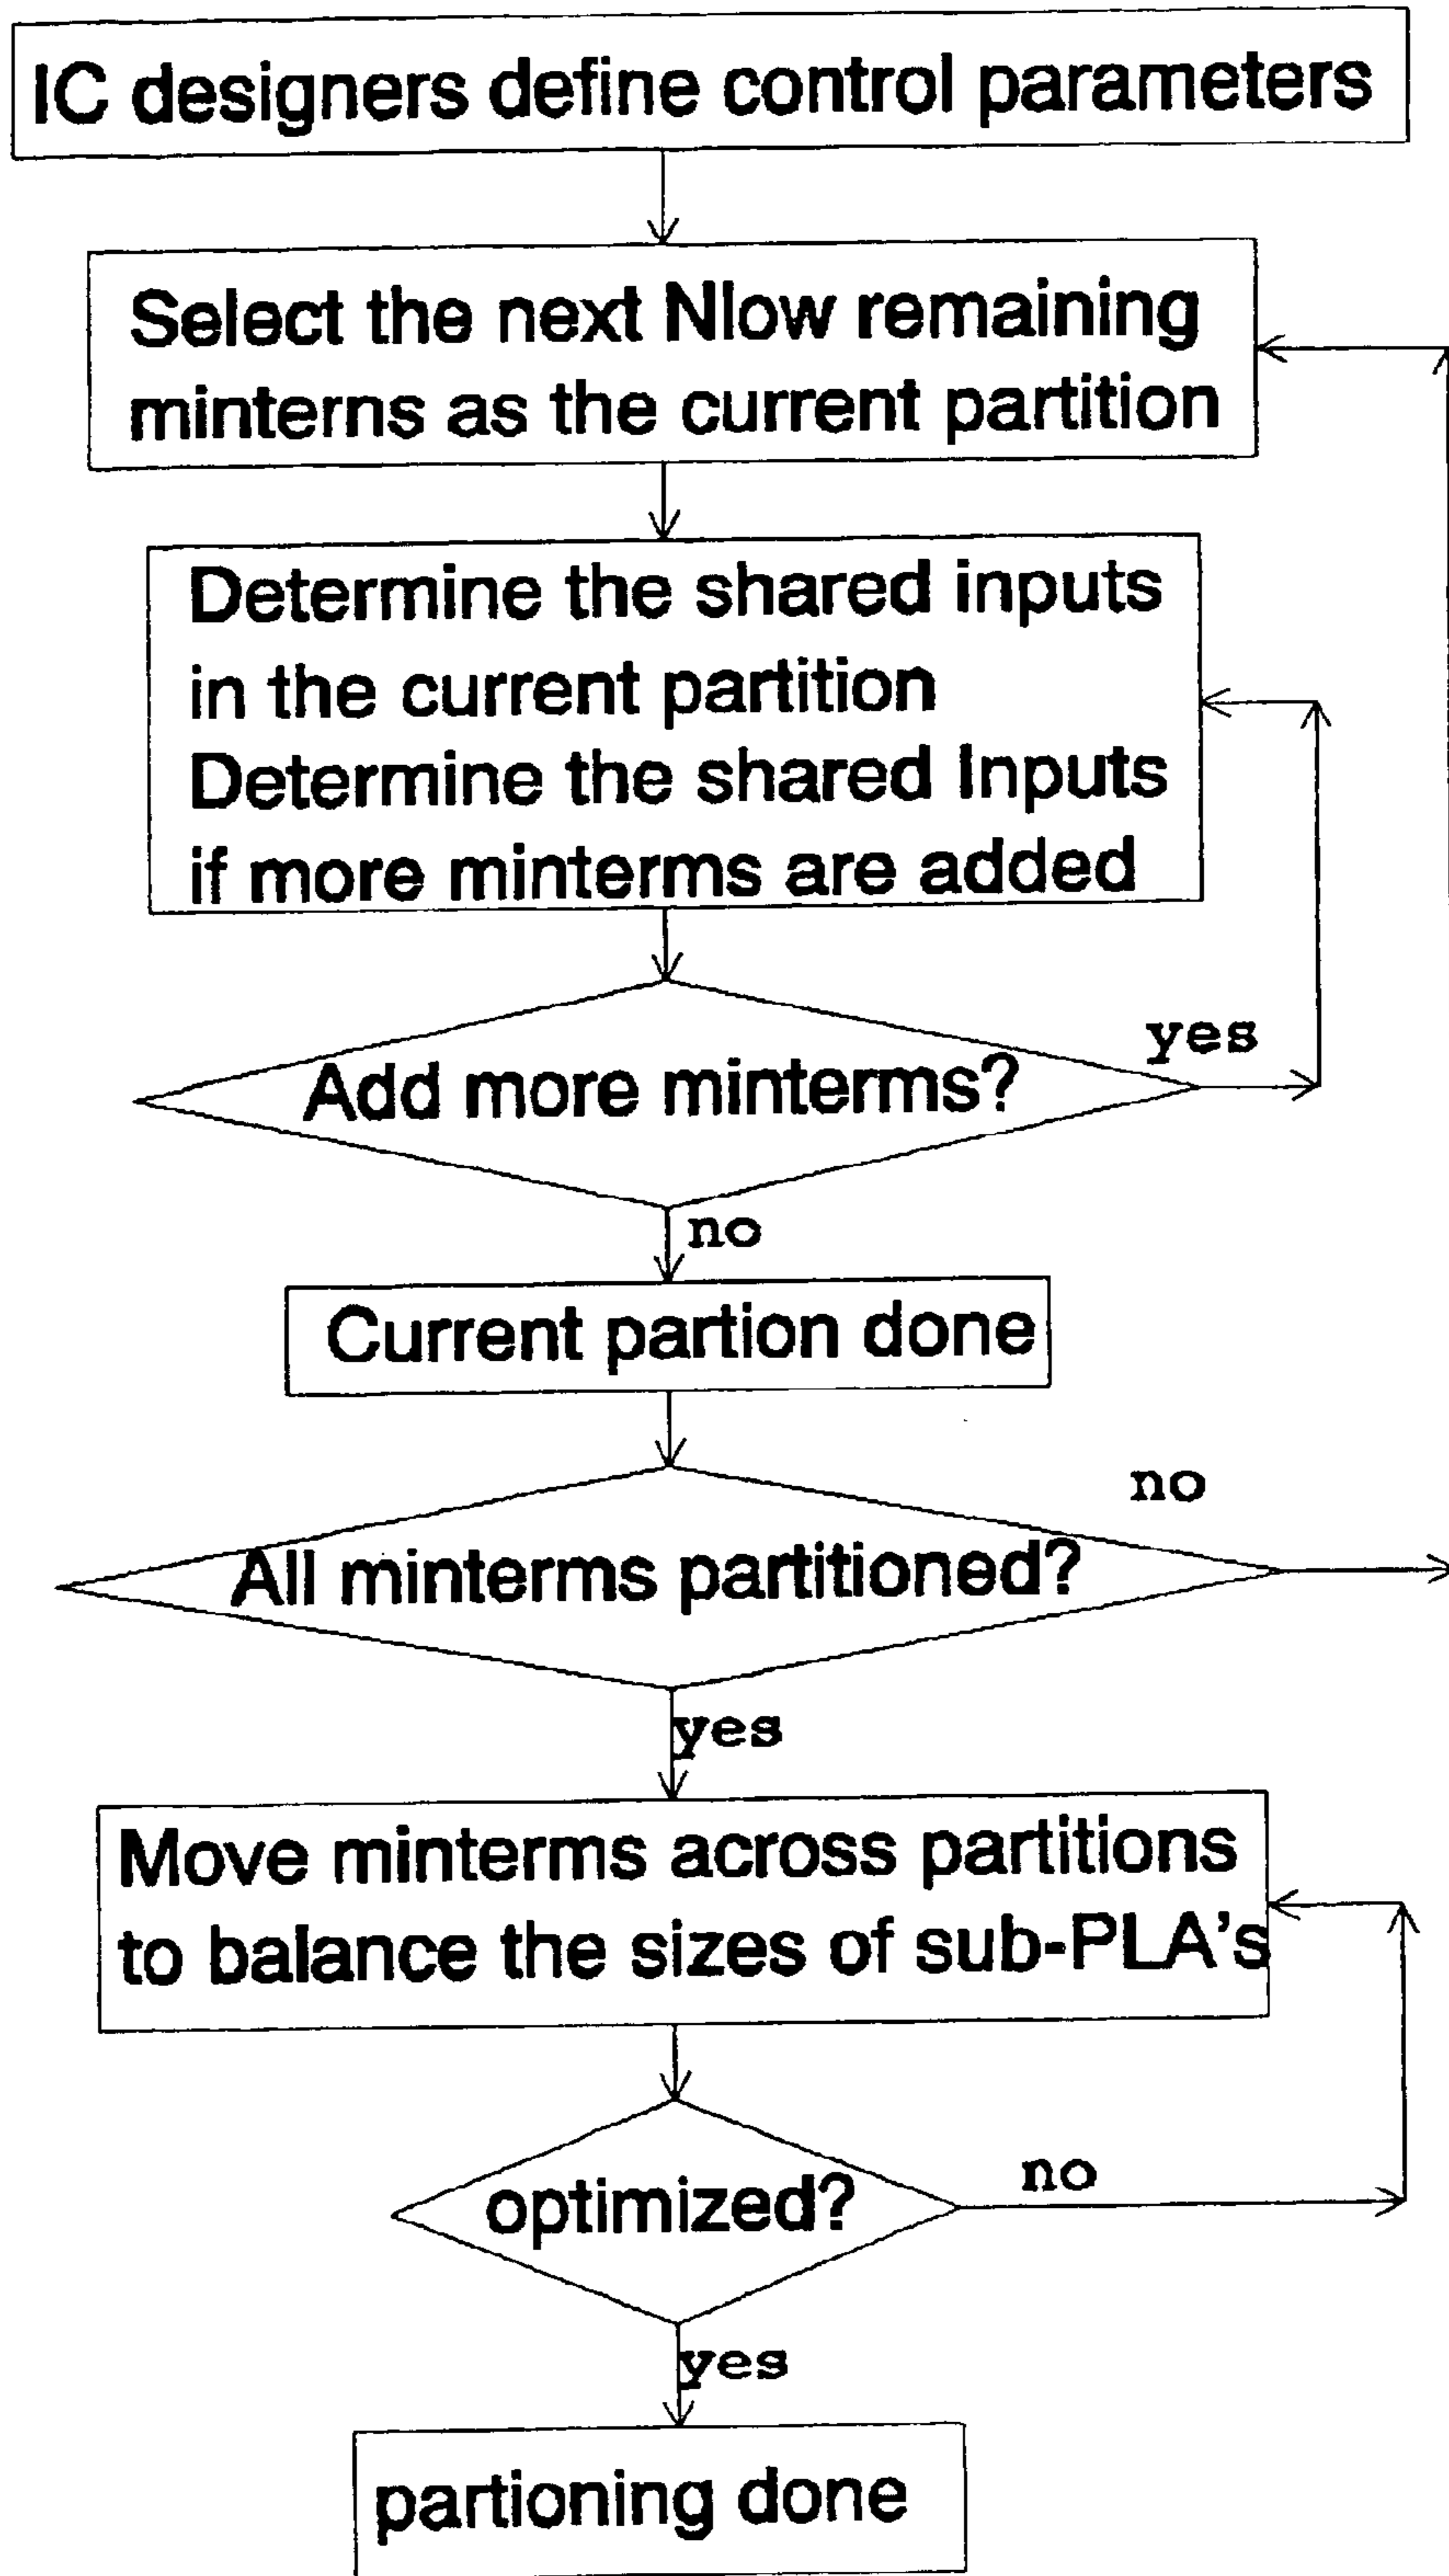 IC designers define control parameters
Select the next Nlow remaining
minterns as the current partition
Determine the shared inputs
in the current partition
Determine the shared Inputs
if more minterms are added
yes
Add more minterms?
no
Current partion done
no
All minterms partitioned?
yes
Move minterms across partitions
to balance the sizes of sub-PLA's
no
optimized?
yes
partioning done